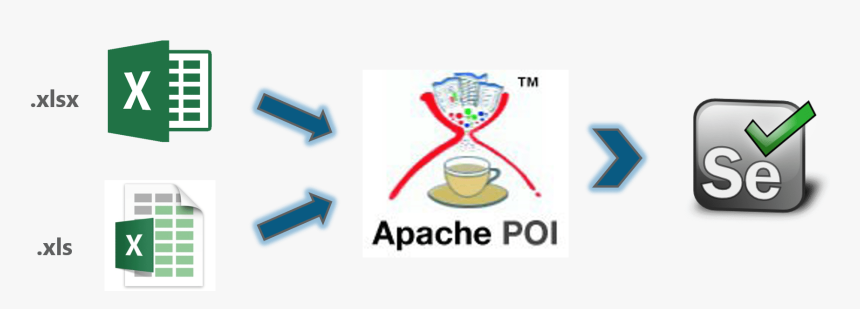 .xlsx
X
TM
Se
.xls
X
Apache POI